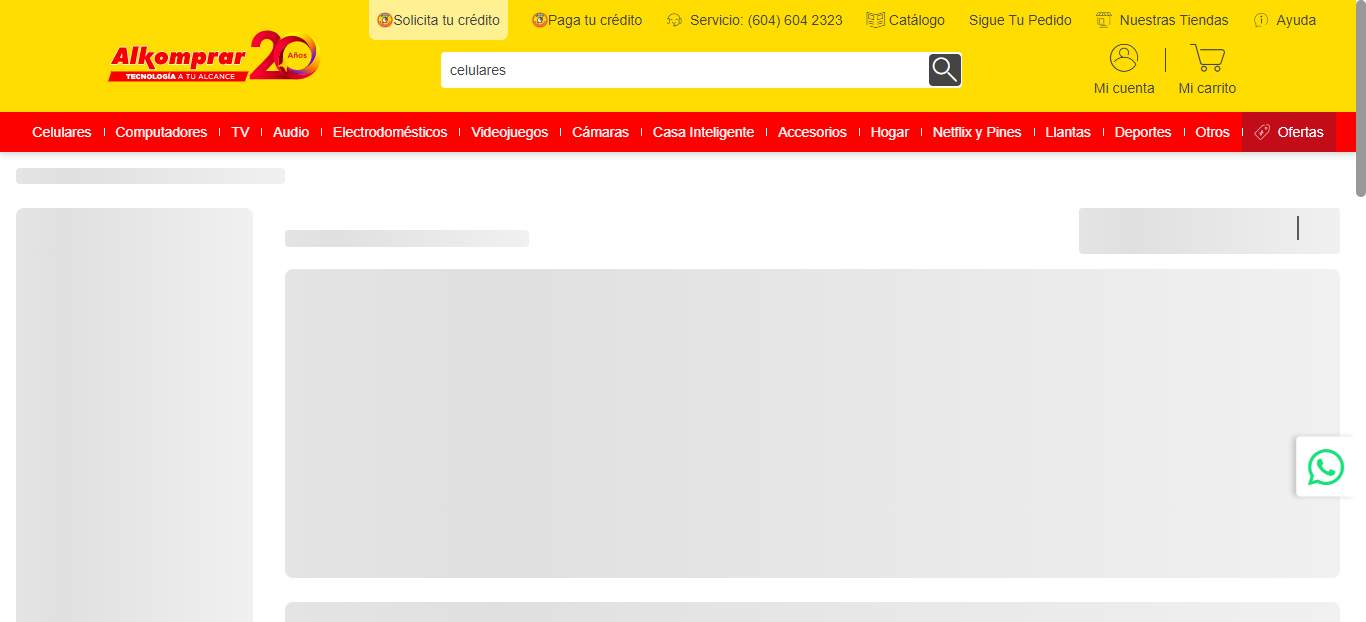 Solicita tu crédito
Paga tu crédito
Servicio: (604) 604 2323
Catálogo
Sigue Tu Pedido
Nuestras Tiendas
Ayuda
Alkomprar 20 Años
TECNOLOGÍA A TU ALCANCE
celulares
Mi cuenta
Mi carrito
Celulares
Computadores
TV
Audio
Electrodomésticos
Videojuegos
Cámaras
Casa Inteligente
Accesorios
Hogar
Netflix y Pines
Llantas
Deportes
Otros
Ofertas